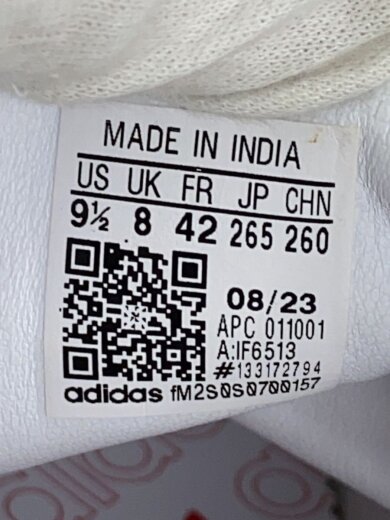 MADE IN INDIA
US UK FR JP CHN
9½ 8 42 265 260
08/23
APC 011001
A:IF6513
#133172794
adidas fM2S0S0700157